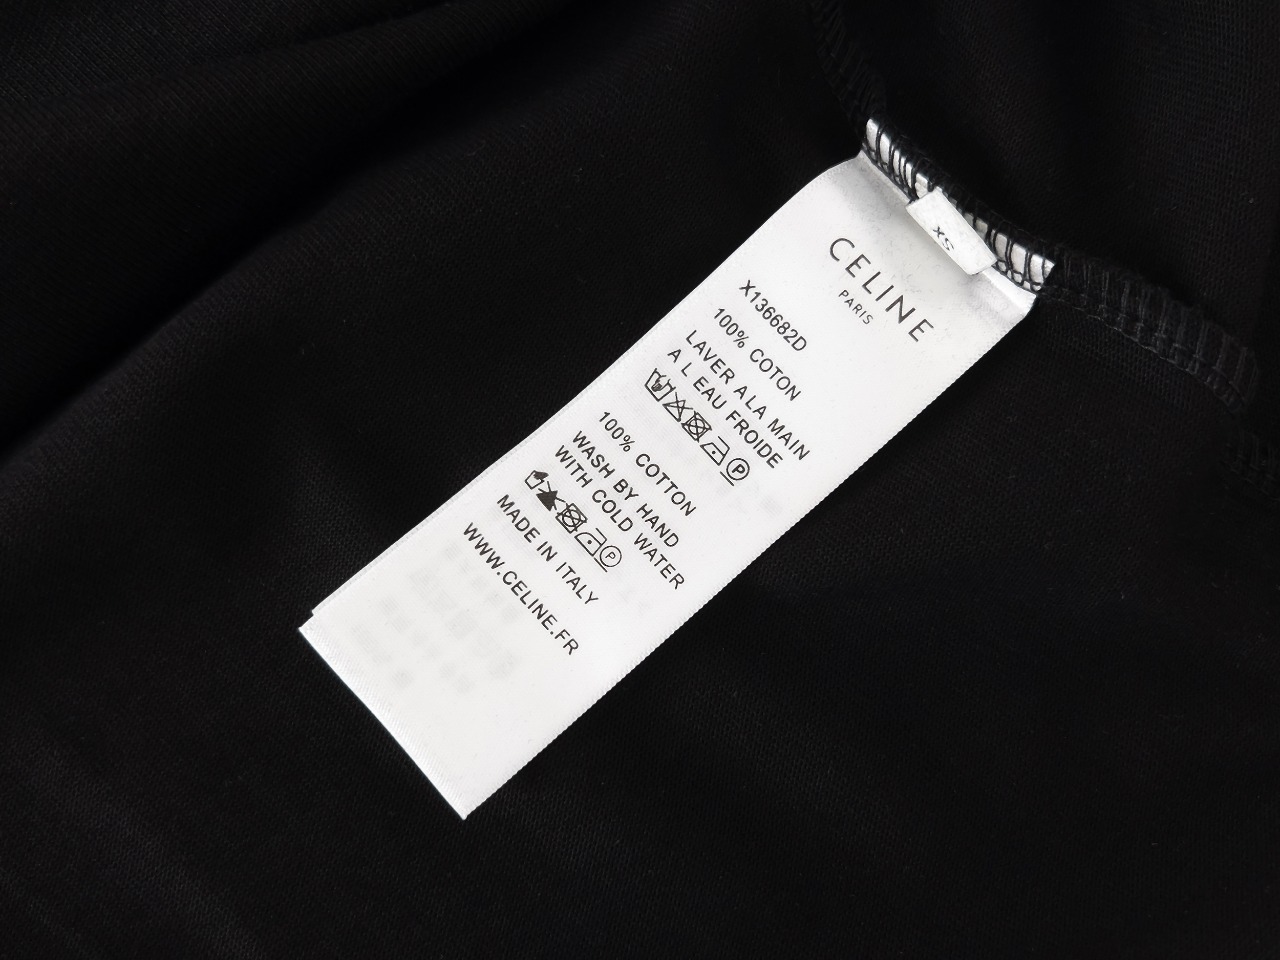 XS
CELINE
PARIS
X136682D
100% COTON
LAVER A LA MAIN
A L EAU FROIDE
P
100% COTTON
WASH BY HAND
WITH COLD WATER
P
MADE IN ITALY
WWW.CELINE.FR